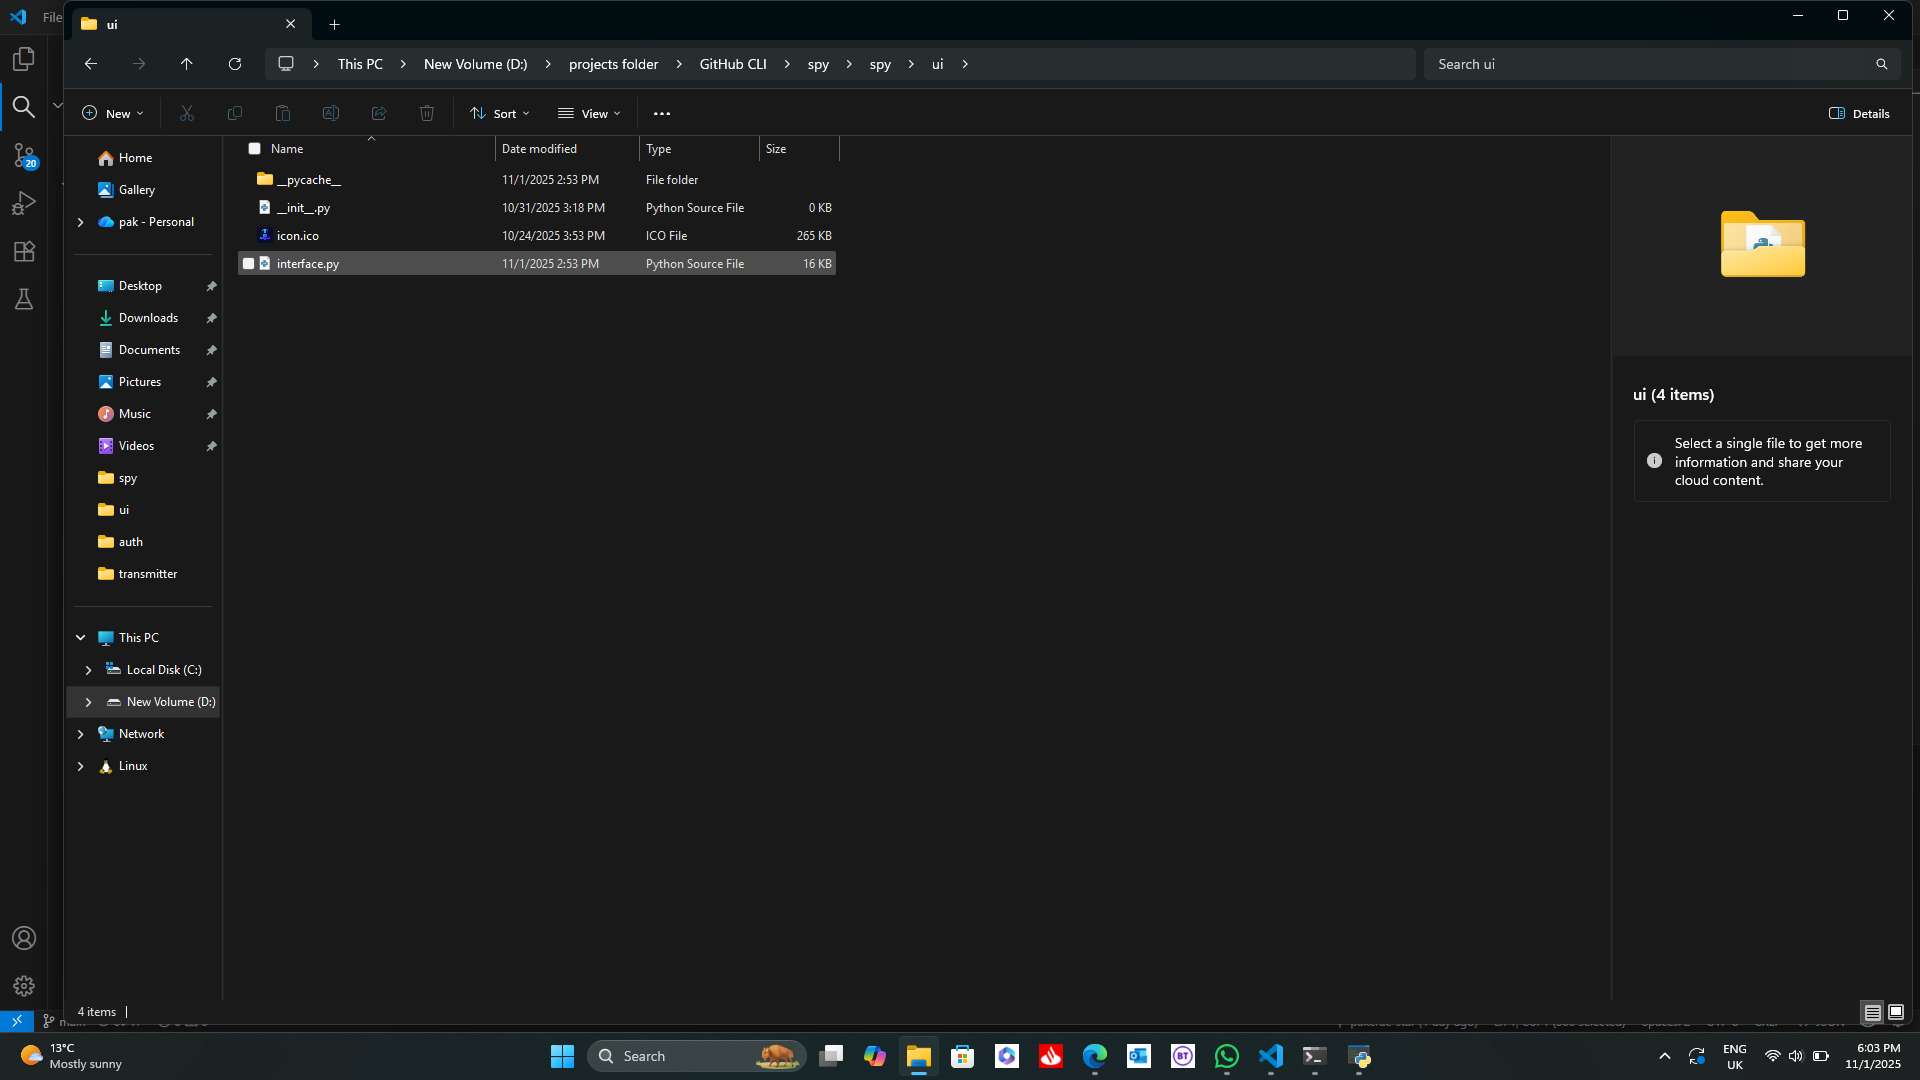 File
ui
This PC
New Volume (D:)
projects folder
GitHub CLI
spy
spy
ui
Search ui
New
Sort
View
Details
Name
Date modified
Type
Size
__pycache__
11/1/2025 2:53 PM
File folder
__init__.py
10/31/2025 3:18 PM
Python Source File
0 KB
icon.ico
10/24/2025 3:53 PM
ICO File
265 KB
interface.py
11/1/2025 2:53 PM
Python Source File
16 KB
Home
Gallery
pak - Personal
Desktop
Downloads
Documents
Pictures
Music
Videos
spy
ui
auth
transmitter
This PC
Local Disk (C:)
New Volume (D:)
Network
Linux
20
ui (4 items)
Select a single file to get more
information and share your
cloud content.
4 items
13°C
Mostly sunny
Search
BT
ENG
UK
6:03 PM
11/1/2025